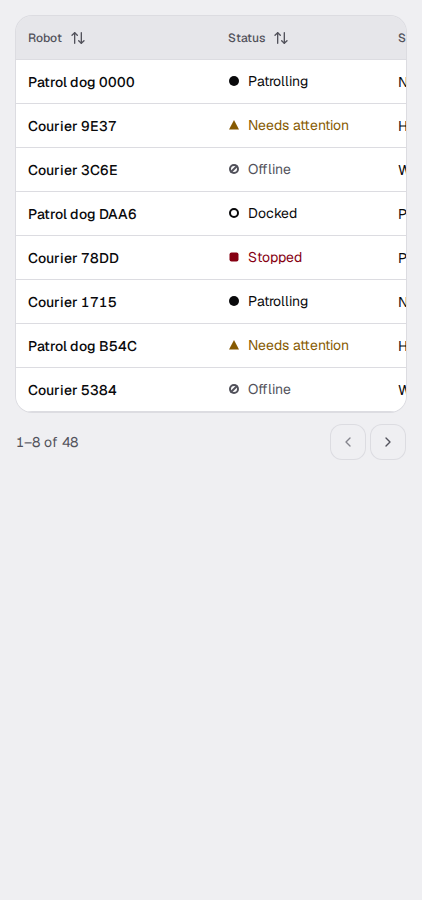 Robot Status S
Patrol dog 0000 Patrolling N
Courier 9E37 Needs attention H
Courier 3C6E Offline W
Patrol dog DAA6 Docked P
Courier 78DD Stopped P
Courier 1715 Patrolling N
Patrol dog B54C Needs attention H
Courier 5384 Offline W
1–8 of 48